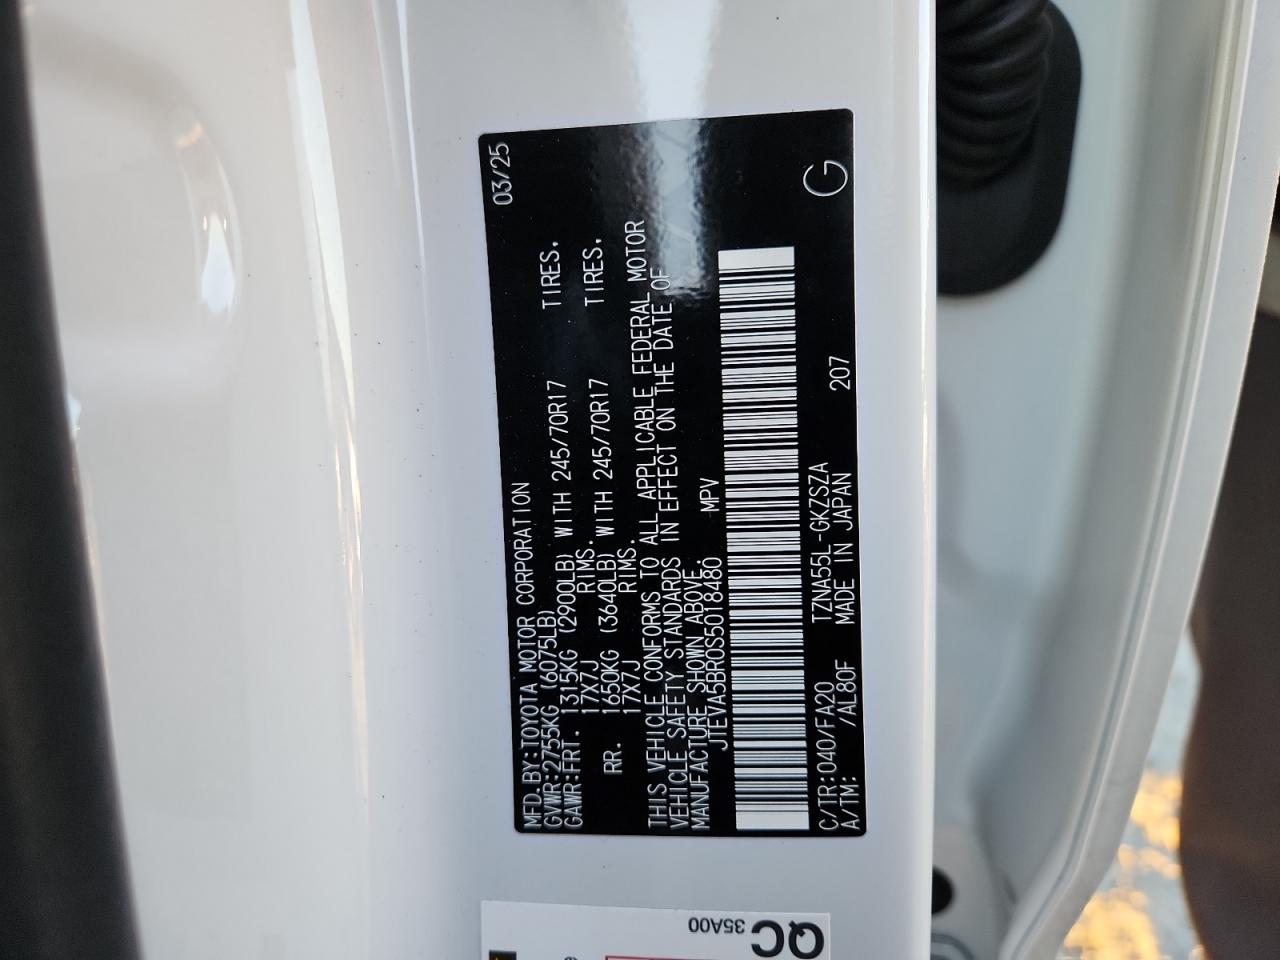 03/25
MFD.BY:TOYOTA MOTOR CORPORATION
GVWR:2755KG (6075LB)
GAWR:FRT. 1315KG (2900LB) WITH 245/70R17 TIRES.
17X7J RIMS.
RR. 1650KG (3640LB) WITH 245/70R17 TIRES.
17X7J RIMS.
THIS VEHICLE CONFORMS TO ALL APPLICABLE FEDERAL MOTOR
VEHICLE SAFETY STANDARDS IN EFFECT ON THE DATE OF
MANUFACTURE SHOWN ABOVE.
JTEVA5BR0S5018480 MPV
C/TR:040/FA20 TZNA55L-GKZSZA
A/TM: /AL80F MADE IN JAPAN 207
G
QC
35A00